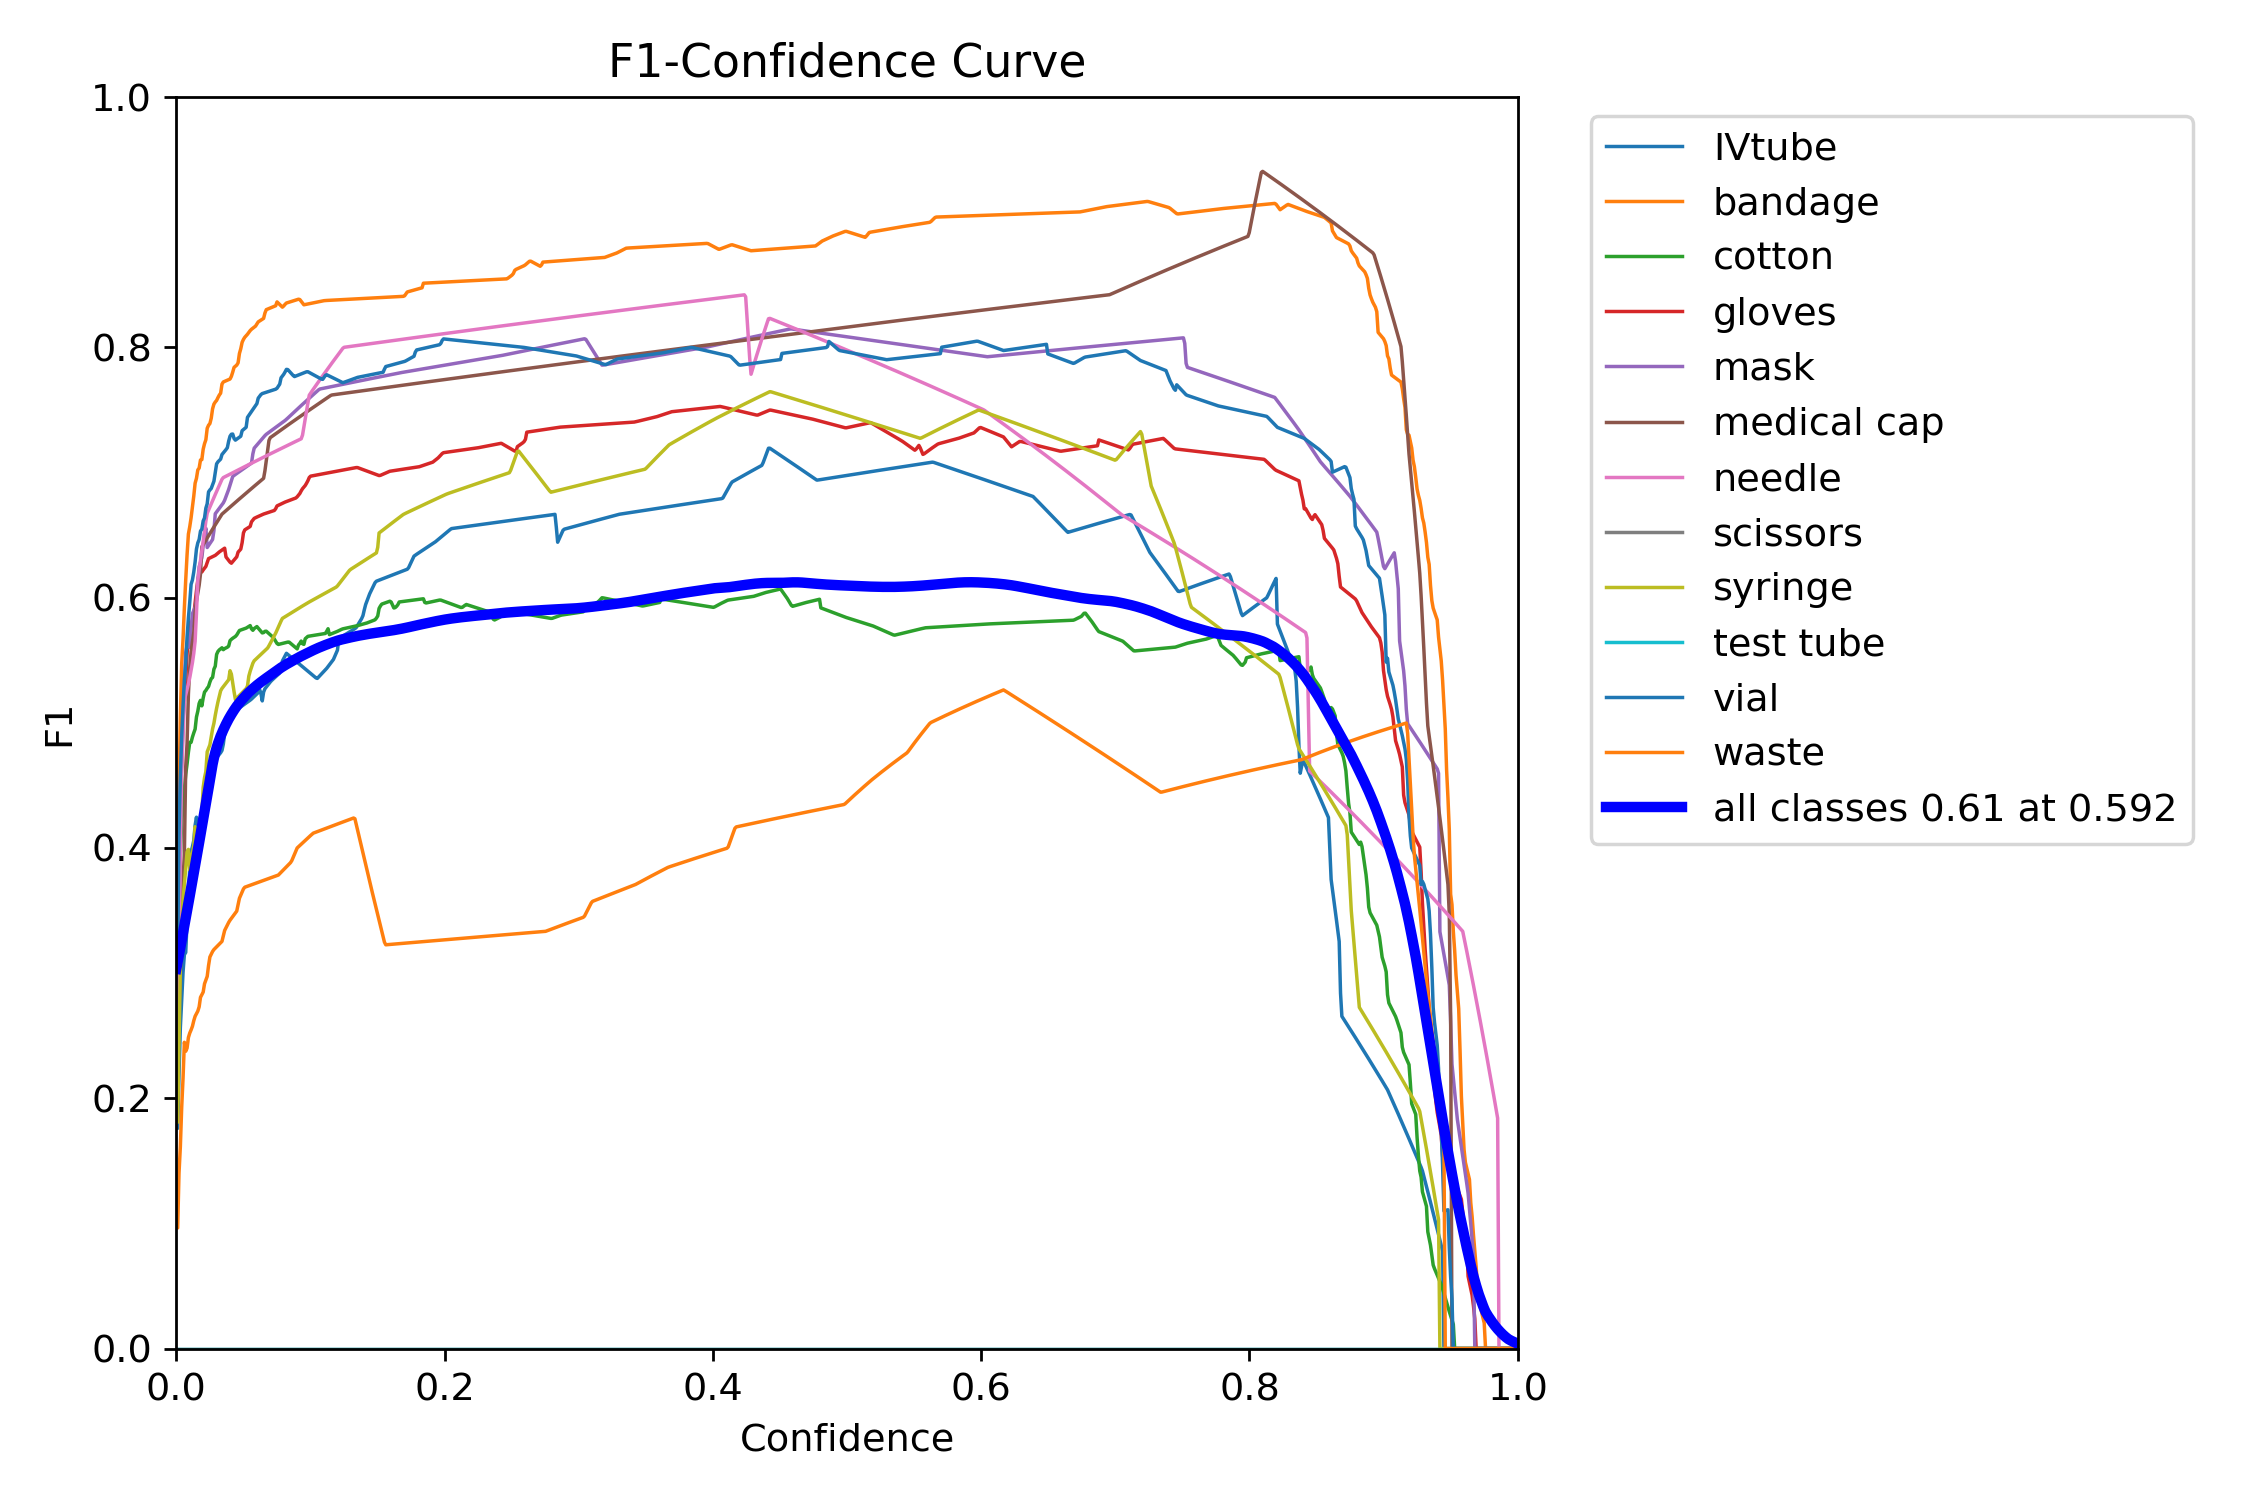 F1-Confidence Curve
1.0
0.8
0.6
0.4
0.2
0.0
F1
0.0 0.2 0.4 0.6 0.8 1.0
Confidence
IVtube
bandage
cotton
gloves
mask
medical cap
needle
scissors
syringe
test tube
vial
waste
all classes 0.61 at 0.592